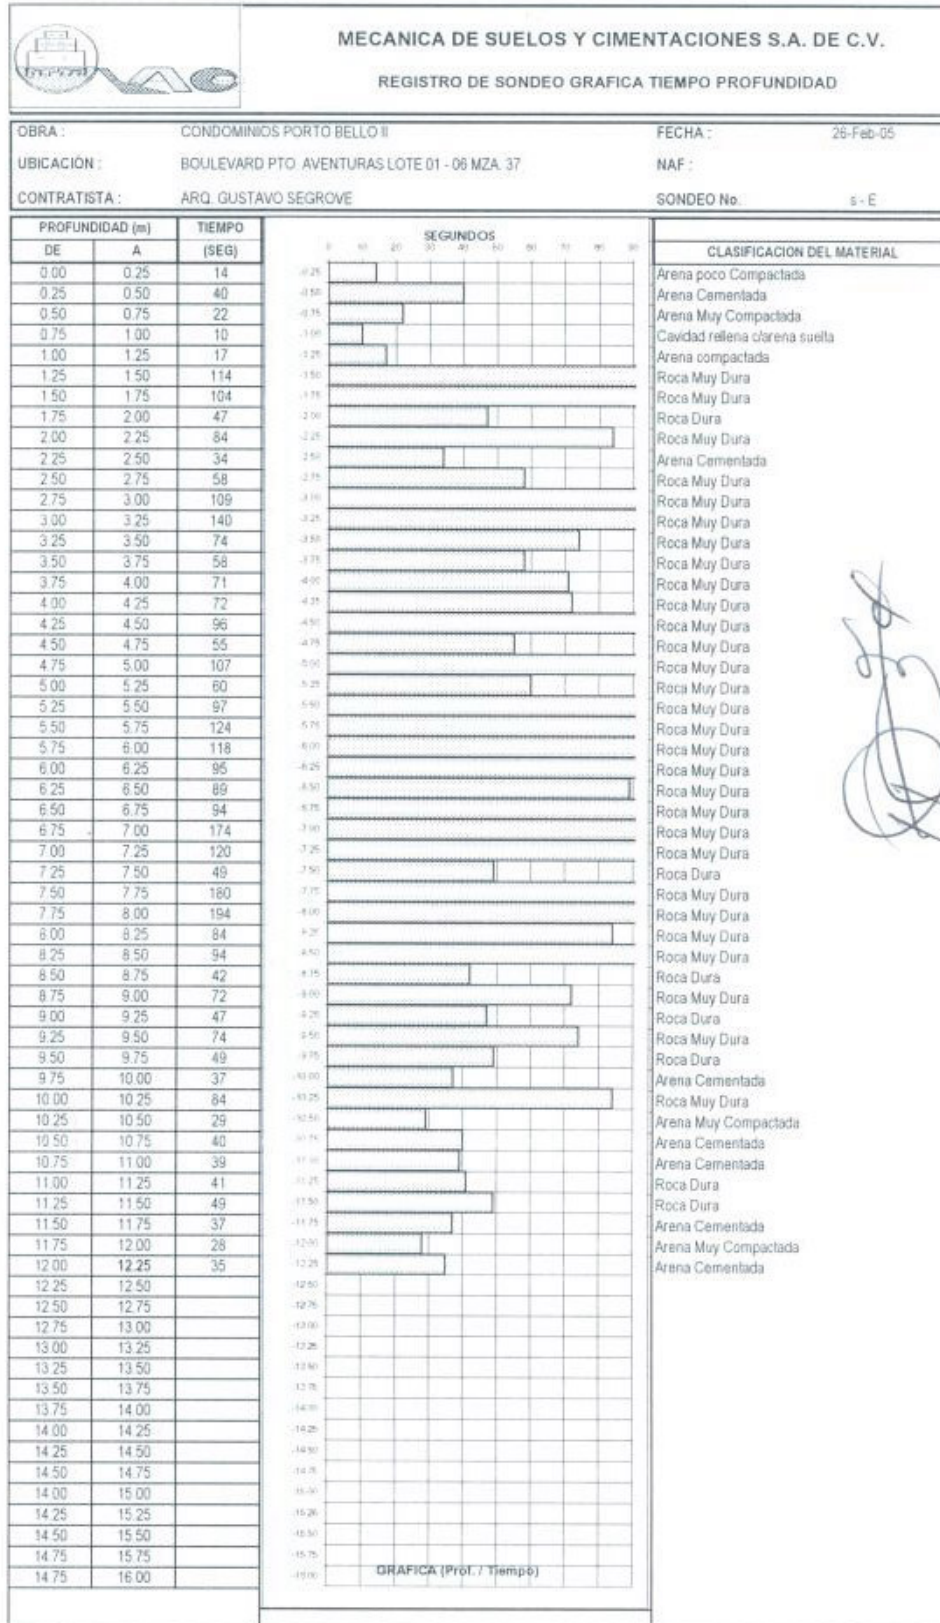 MECANICA DE SUELOS Y CIMENTACIONES S.A. DE C.V.
REGISTRO DE SONDEO GRAFICA TIEMPO PROFUNDIDAD
OBRA : CONDOMINIOS PORTO BELLO II FECHA : 26-Feb-05
UBICACIÓN : BOULEVARD PTO. AVENTURAS LOTE 01 - 06 MZA. 37 NAF :
CONTRATISTA : ARQ. GUSTAVO SEGROVE SONDEO No. s - E
PROFUNDIDAD (m) TIEMPO SEGUNDOS
DE A (SEG) CLASIFICACION DEL MATERIAL
0.00 0.25 14 Arena poco Compactada
0.25 0.50 40 Arena Cementada
0.50 0.75 22 Arena Muy Compactada
0.75 1.00 10 Cavidad rellena c/arena suelta
1.00 1.25 17 Arena compactada
1.25 1.50 114 Roca Muy Dura
1.50 1.75 104 Roca Muy Dura
1.75 2.00 47 Roca Dura
2.00 2.25 84 Roca Muy Dura
2.25 2.50 34 Arena Cementada
2.50 2.75 58 Roca Muy Dura
2.75 3.00 109 Roca Muy Dura
3.00 3.25 140 Roca Muy Dura
3.25 3.50 74 Roca Muy Dura
3.50 3.75 58 Roca Muy Dura
3.75 4.00 71 Roca Muy Dura
4.00 4.25 72 Roca Muy Dura
4.25 4.50 96 Roca Muy Dura
4.50 4.75 55 Roca Muy Dura
4.75 5.00 107 Roca Muy Dura
5.00 5.25 60 Roca Muy Dura
5.25 5.50 97 Roca Muy Dura
5.50 5.75 124 Roca Muy Dura
5.75 6.00 118 Roca Muy Dura
6.00 6.25 95 Roca Muy Dura
6.25 6.50 89 Roca Muy Dura
6.50 6.75 94 Roca Muy Dura
6.75 7.00 174 Roca Muy Dura
7.00 7.25 120 Roca Muy Dura
7.25 7.50 49 Roca Dura
7.50 7.75 180 Roca Muy Dura
7.75 8.00 194 Roca Muy Dura
8.00 8.25 84 Roca Muy Dura
8.25 8.50 94 Roca Muy Dura
8.50 8.75 42 Roca Dura
8.75 9.00 72 Roca Muy Dura
9.00 9.25 47 Roca Dura
9.25 9.50 74 Roca Muy Dura
9.50 9.75 49 Roca Dura
9.75 10.00 37 Arena Cementada
10.00 10.25 84 Roca Muy Dura
10.25 10.50 29 Arena Muy Compactada
10.50 10.75 40 Arena Cementada
10.75 11.00 39 Arena Cementada
11.00 11.25 41 Roca Dura
11.25 11.50 49 Roca Dura
11.50 11.75 37 Arena Cementada
11.75 12.00 28 Arena Muy Compactada
12.00 12.25 35 Arena Cementada
12.25 12.50
12.50 12.75
12.75 13.00
13.00 13.25
13.25 13.50
13.50 13.75
13.75 14.00
14.00 14.25
14.25 14.50
14.50 14.75
14.00 15.00
14.25 15.25
14.50 15.50
14.75 15.75
14.75 16.00
GRAFICA (Prof. / Tiempo)